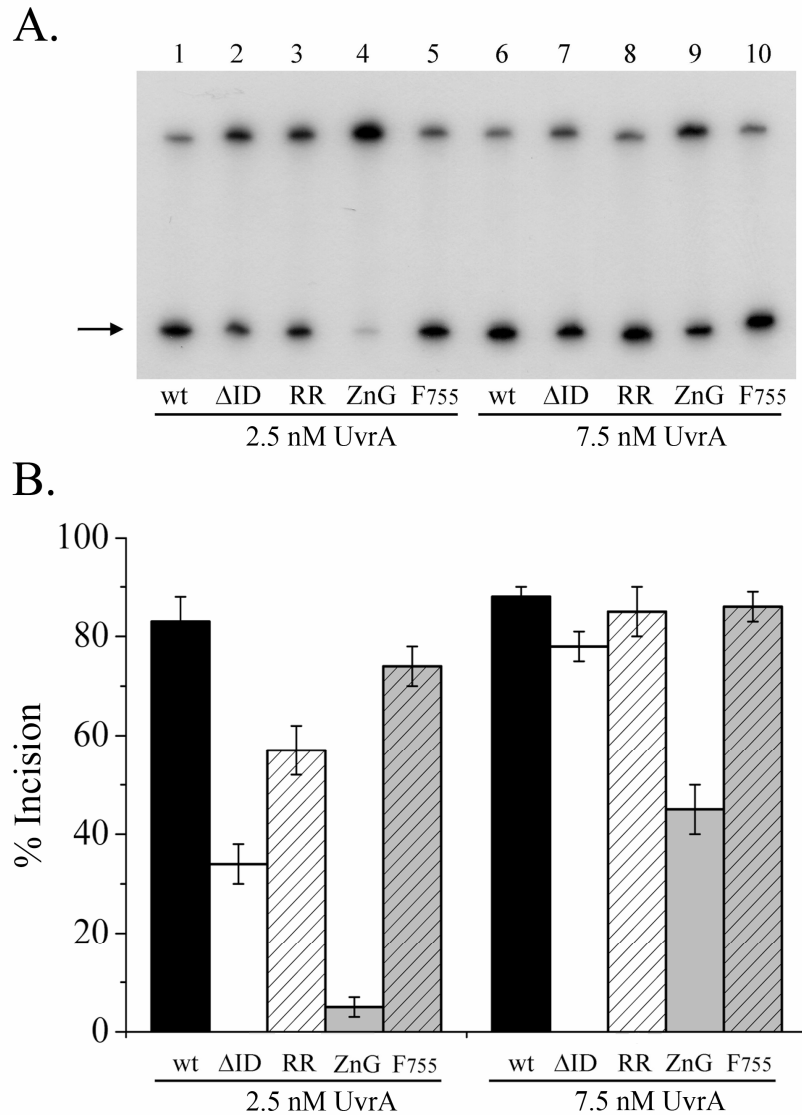 A.
1 2 3 4 5 6 7 8 9 10
wt ΔID RR ZnG F755 wt ΔID RR ZnG F755
2.5 nM UvrA 7.5 nM UvrA
B.
100
80
60
40
20
0
% Incision
wt ΔID RR ZnG F755 wt ΔID RR ZnG F755
2.5 nM UvrA 7.5 nM UvrA